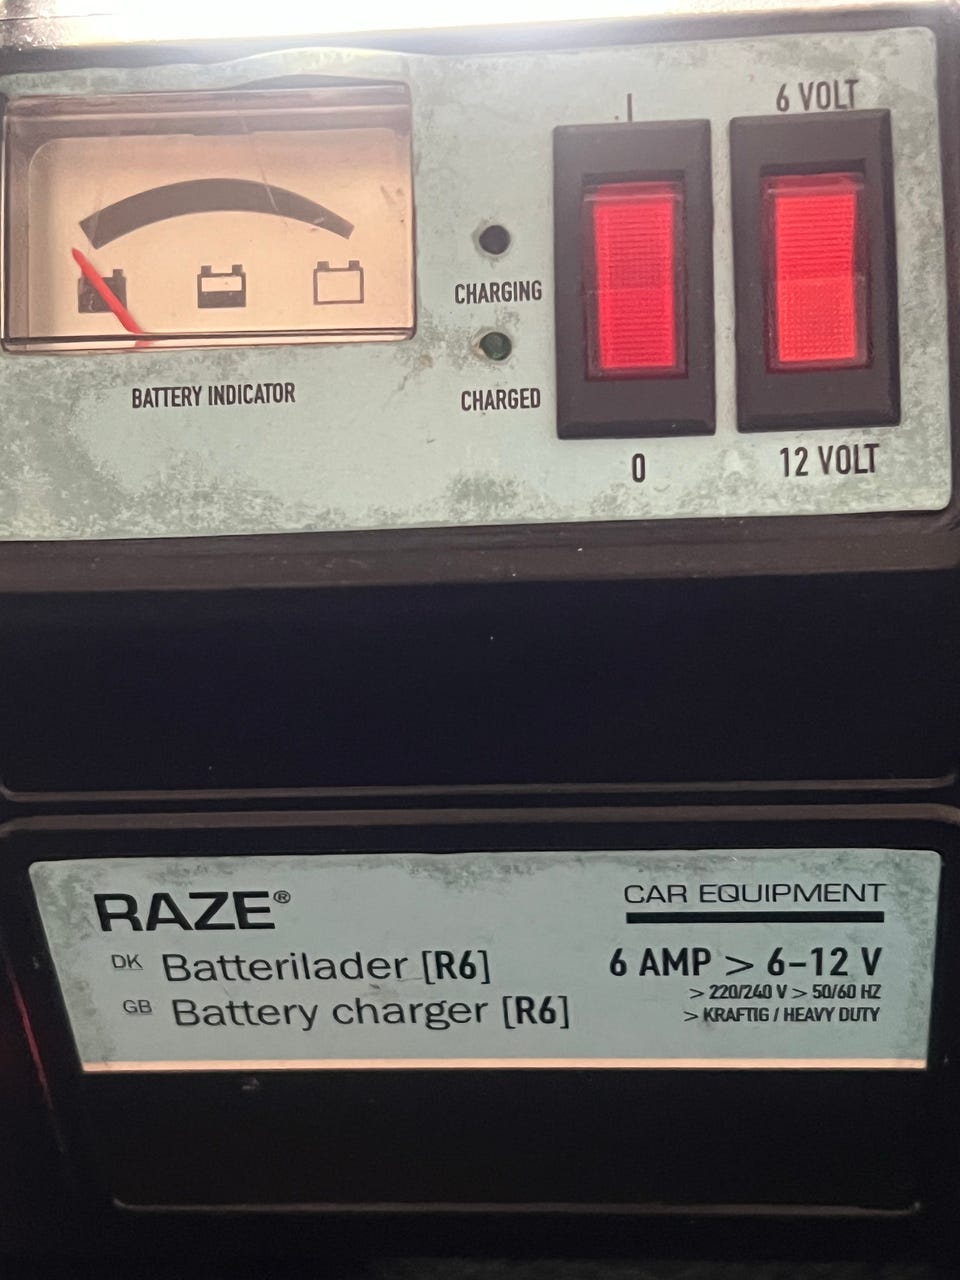 I
6 VOLT
CHARGING
CHARGED
BATTERY INDICATOR
0
12 VOLT
RAZE®
CAR EQUIPMENT
DK Batterilader [R6]
6 AMP > 6–12 V
GB Battery charger [R6]
> 220/240 V > 50/60 HZ
> KRAFTIG / HEAVY DUTY